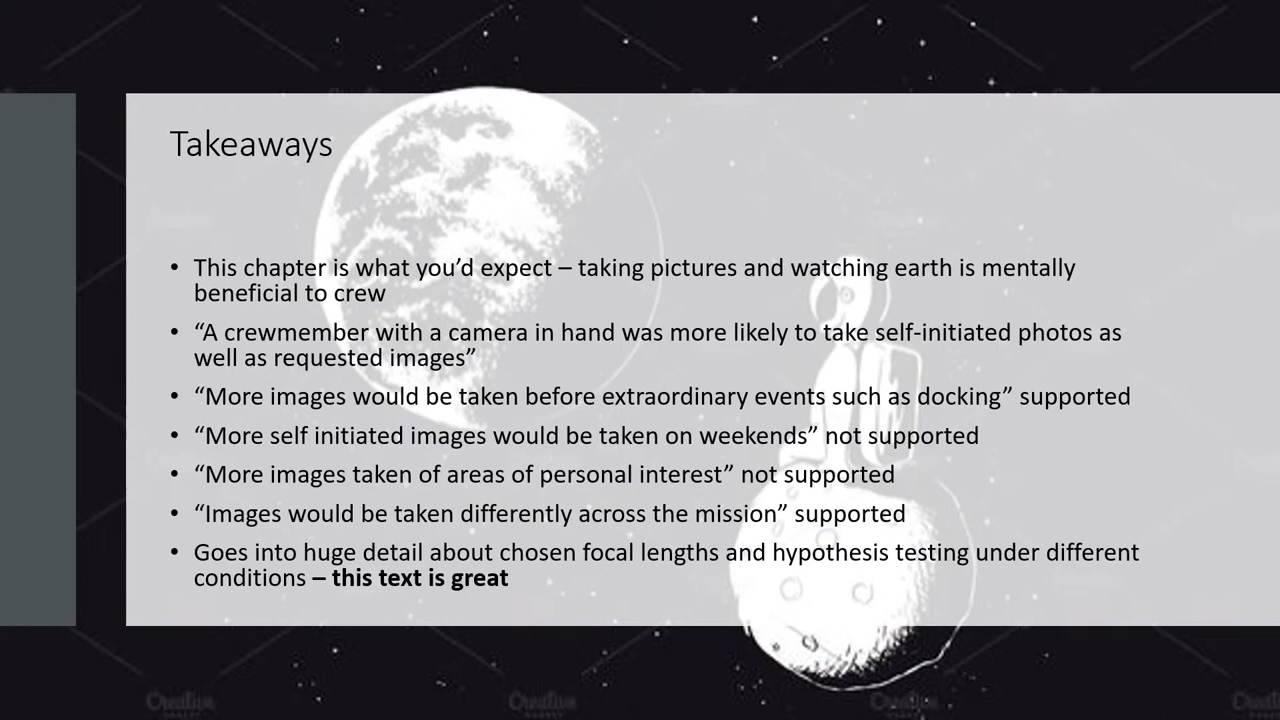 Takeaways
• This chapter is what you’d expect – taking pictures and watching earth is mentally
beneficial to crew
• “A crewmember with a camera in hand was more likely to take self-initiated photos as
well as requested images”
• “More images would be taken before extraordinary events such as docking” supported
• “More self initiated images would be taken on weekends” not supported
• “More images taken of areas of personal interest” not supported
• “Images would be taken differently across the mission” supported
• Goes into huge detail about chosen focal lengths and hypothesis testing under different
conditions – this text is great
Creative Creative Creative